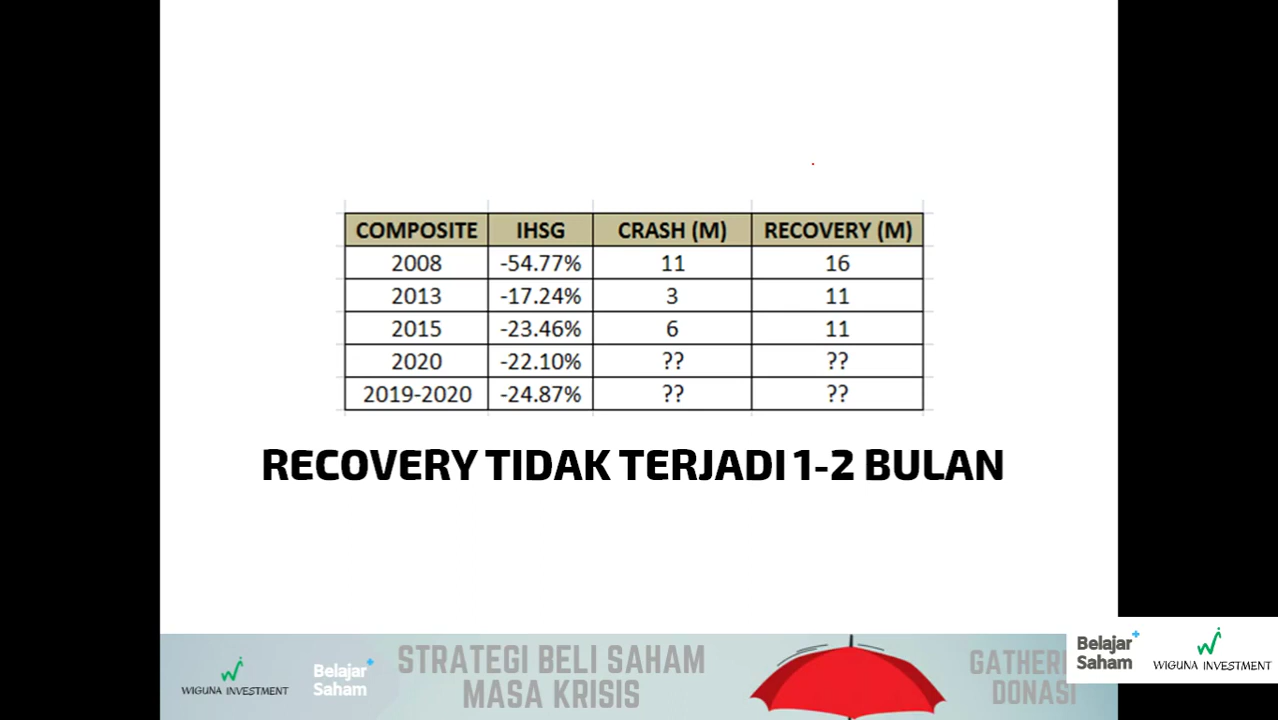 COMPOSITE IHSG CRASH (M) RECOVERY (M)
2008 -54.77% 11 16
2013 -17.24% 3 11
2015 -23.46% 6 11
2020 -22.10% ?? ??
2019-2020 -24.87% ?? ??
RECOVERY TIDAK TERJADI 1-2 BULAN
WIGUNA INVESTMENT
Belajar+
Saham
STRATEGI BELI SAHAM
MASA KRISIS
DONASI
Belajar+
Saham
WIGUNA INVESTMENT